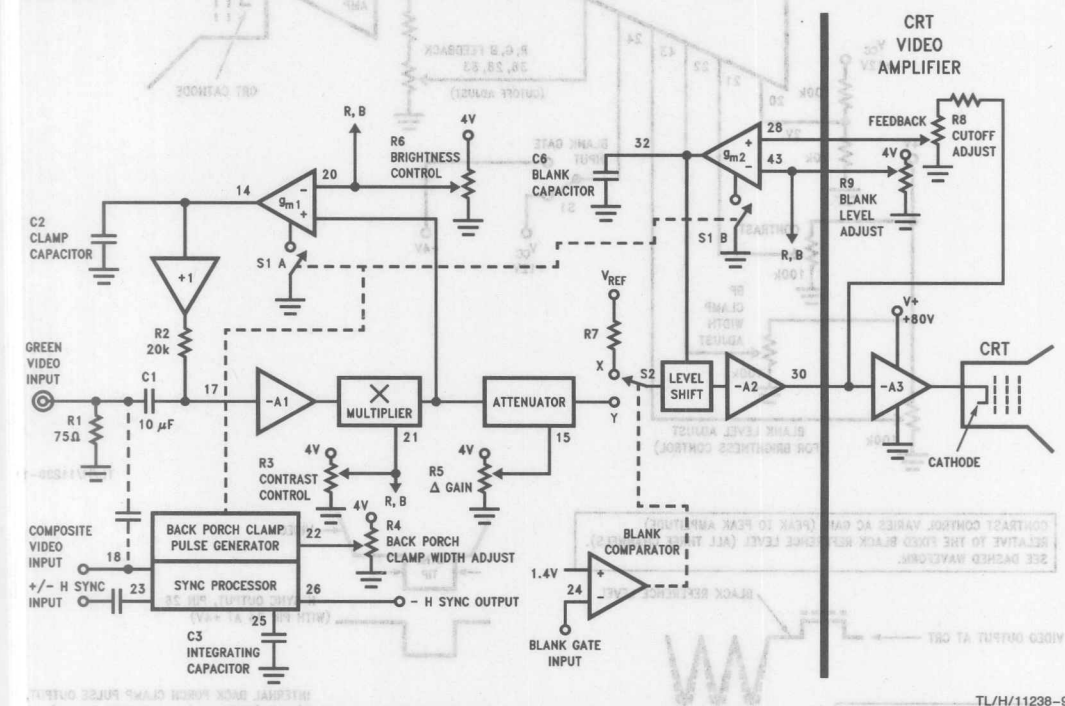 CRT
VIDEO
AMPLIFIER
FEEDBACK
R8
CUTOFF
ADJUST
28
43
4V
R9
BLANK
LEVEL
ADJUST
R, B
32
gm2
+
−
C6
BLANK
CAPACITOR
S1 B
R, B
R6
BRIGHTNESS
CONTROL
4V
20
14
gm1
−
+
C2
CLAMP
CAPACITOR
S1 A
+1
R2
20k
GREEN
VIDEO
INPUT
R1
75Ω
C1
10 μF
17
−A1
X
MULTIPLIER
21
ATTENUATOR
15
VREF
R7
X
S2
Y
LEVEL
SHIFT
−A2
30
V+
+80V
−A3
CRT
CATHODE
4V
R3
CONTRAST
CONTROL
R, B
4V
R5
Δ GAIN
4V
R4
BACK PORCH
CLAMP WIDTH ADJUST
BACK PORCH CLAMP
PULSE GENERATOR
22
SYNC PROCESSOR
COMPOSITE
VIDEO
INPUT
18
+/− H SYNC
INPUT
23
26
− H SYNC OUTPUT
25
C3
INTEGRATING
CAPACITOR
BLANK
COMPARATOR
1.4V
+
24
−
BLANK GATE
INPUT
TL/H/11238–9